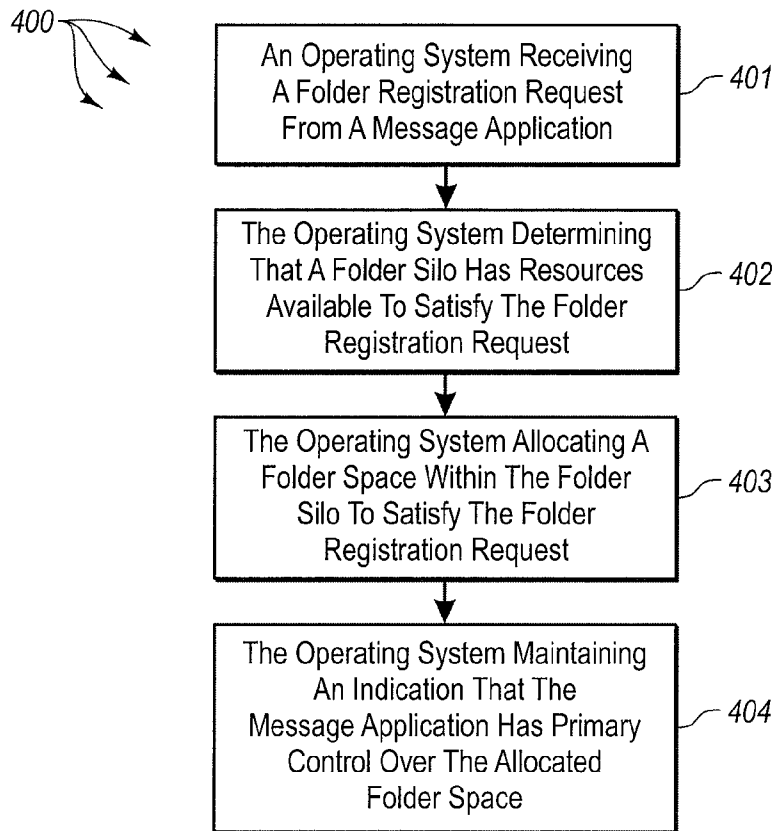 400
An Operating System Receiving
A Folder Registration Request
From A Message Application
401
The Operating System Determining
That A Folder Silo Has Resources
Available To Satisfy The Folder
Registration Request
402
The Operating System Allocating A
Folder Space Within The Folder
Silo To Satisfy The Folder
Registration Request
403
The Operating System Maintaining
An Indication That The
Message Application Has Primary
Control Over The Allocated
Folder Space
404